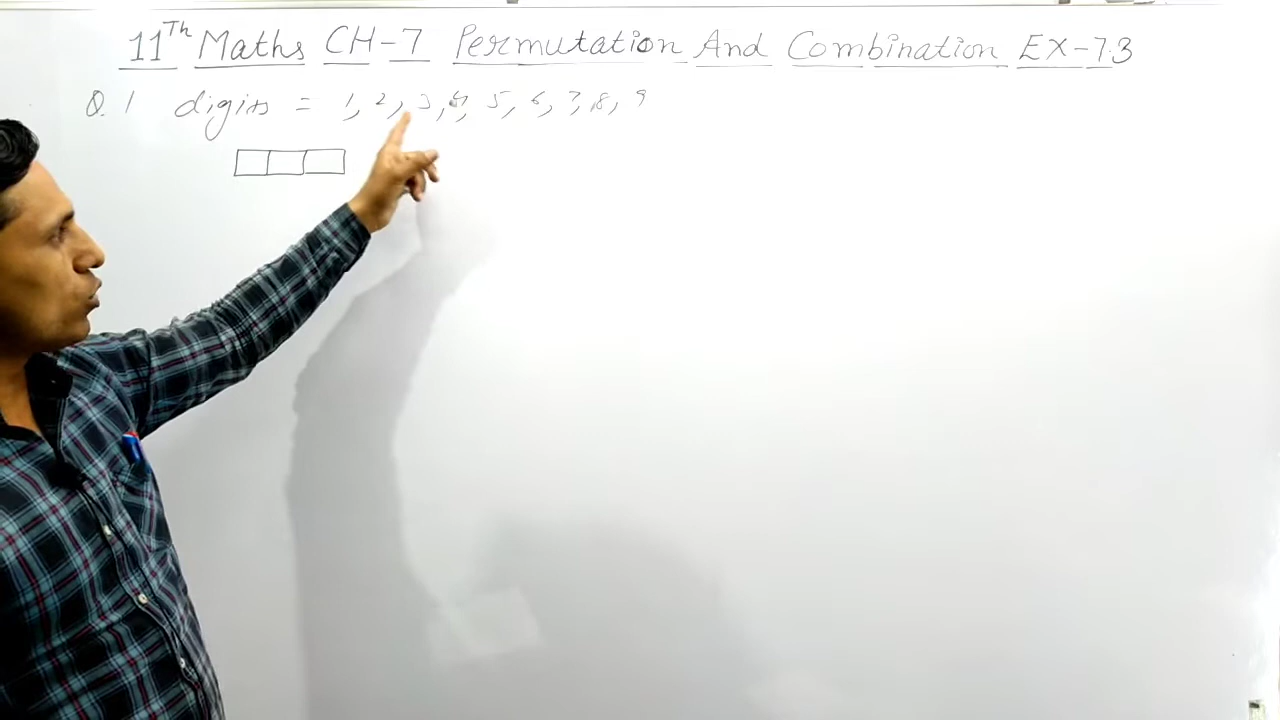 11Th Maths CH-7 Permutation And Combination EX-7.3
Q.1 digits = 1, 2, 3, 4, 5, 6, 7, 8, 9